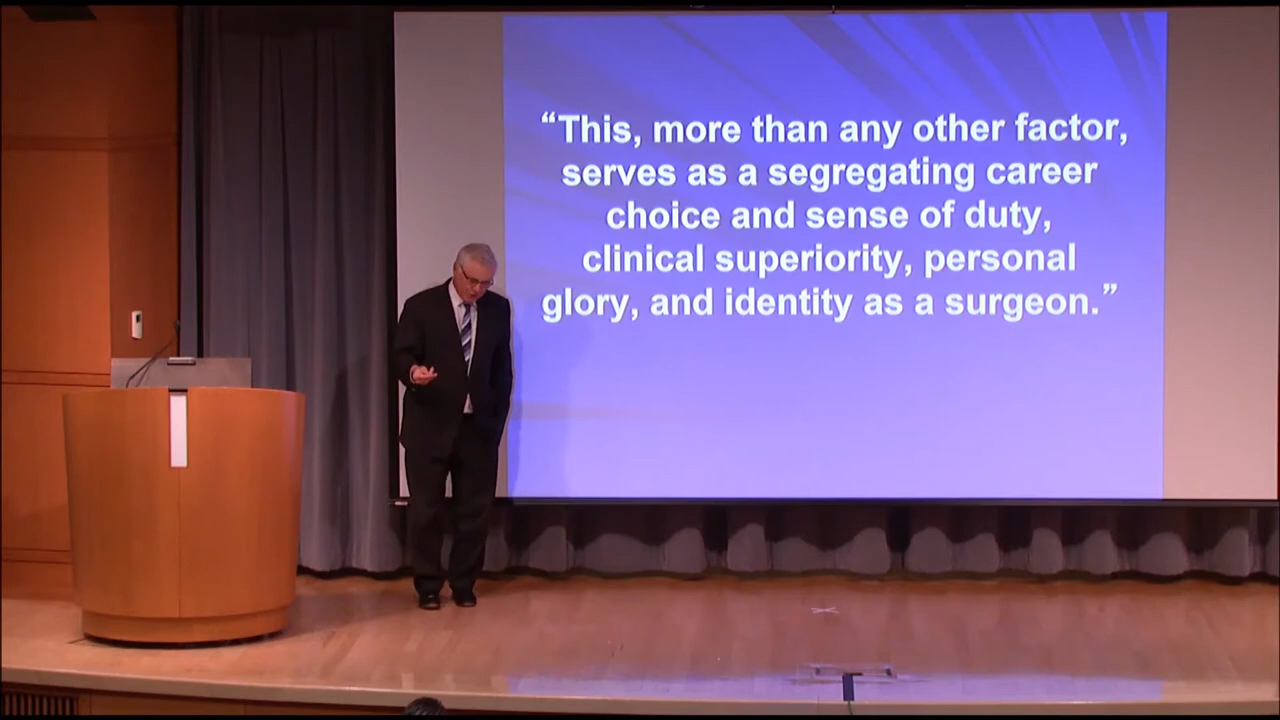 “This, more than any other factor,
serves as a segregating career
choice and sense of duty,
clinical superiority, personal
glory, and identity as a surgeon.”